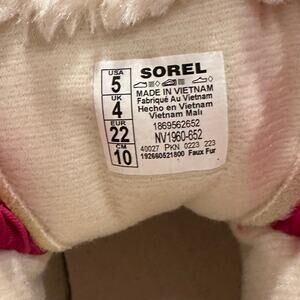 USA
5
UK
4
EUR
22
CM
10
SOREL
MADE IN VIETNAM
Fabriqué Au Vietnam
Hecho en Vietnam
Vietnam Malı
1869562652
NV1960-652
40027 PKN 0223 223
192660521800 Faux Fur